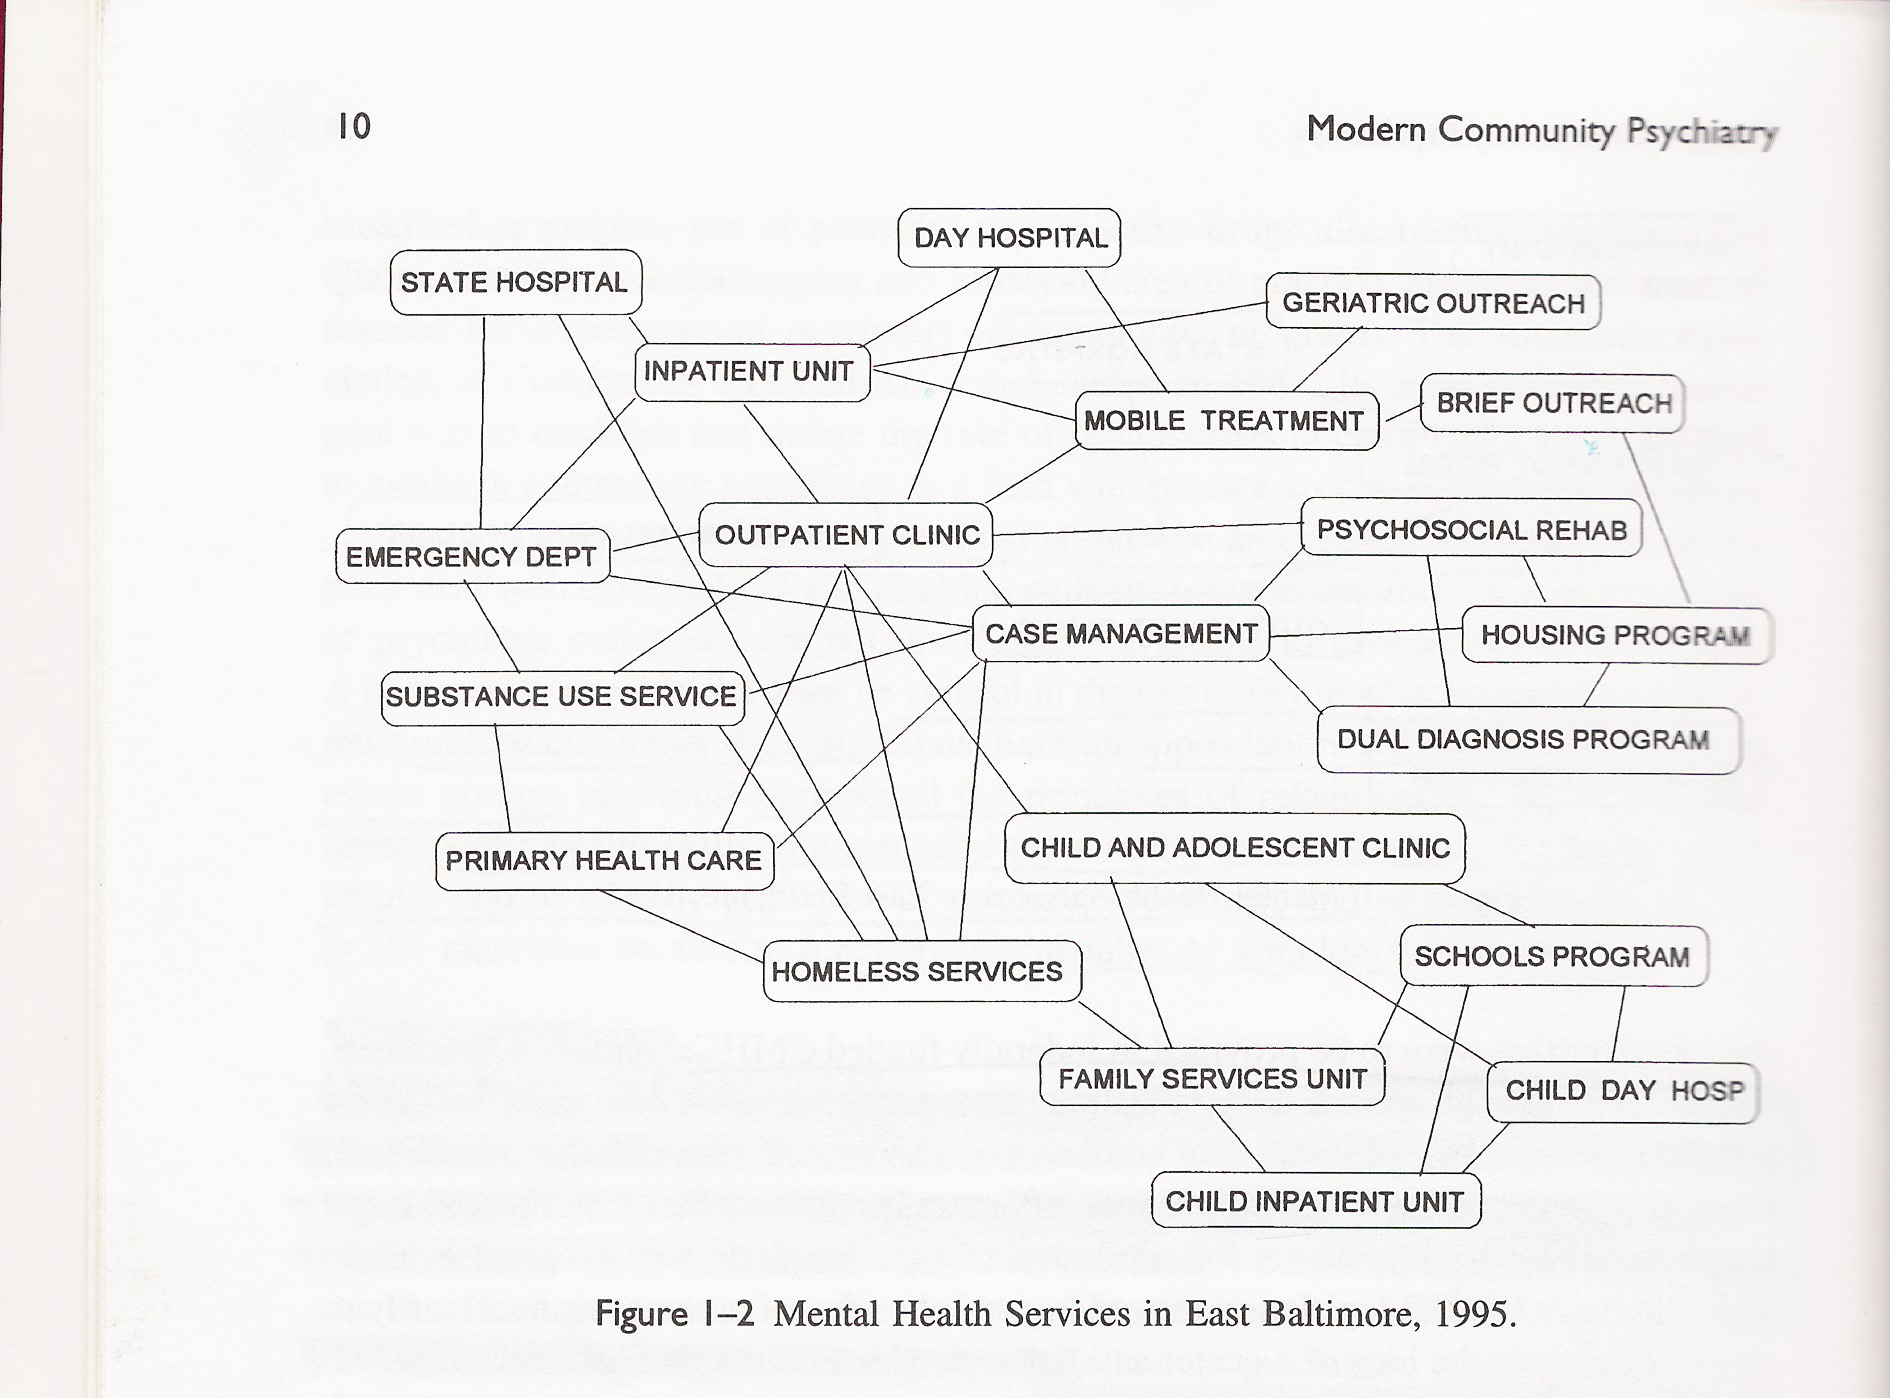 10
Modern Community Psychiatry
DAY HOSPITAL
STATE HOSPITAL
GERIATRIC OUTREACH
INPATIENT UNIT
BRIEF OUTREACH
MOBILE TREATMENT
PSYCHOSOCIAL REHAB
OUTPATIENT CLINIC
EMERGENCY DEPT
CASE MANAGEMENT
HOUSING PROGRAM
SUBSTANCE USE SERVICE
DUAL DIAGNOSIS PROGRAM
PRIMARY HEALTH CARE
CHILD AND ADOLESCENT CLINIC
SCHOOLS PROGRAM
HOMELESS SERVICES
FAMILY SERVICES UNIT
CHILD DAY HOSP
CHILD INPATIENT UNIT
Figure 1–2 Mental Health Services in East Baltimore, 1995.